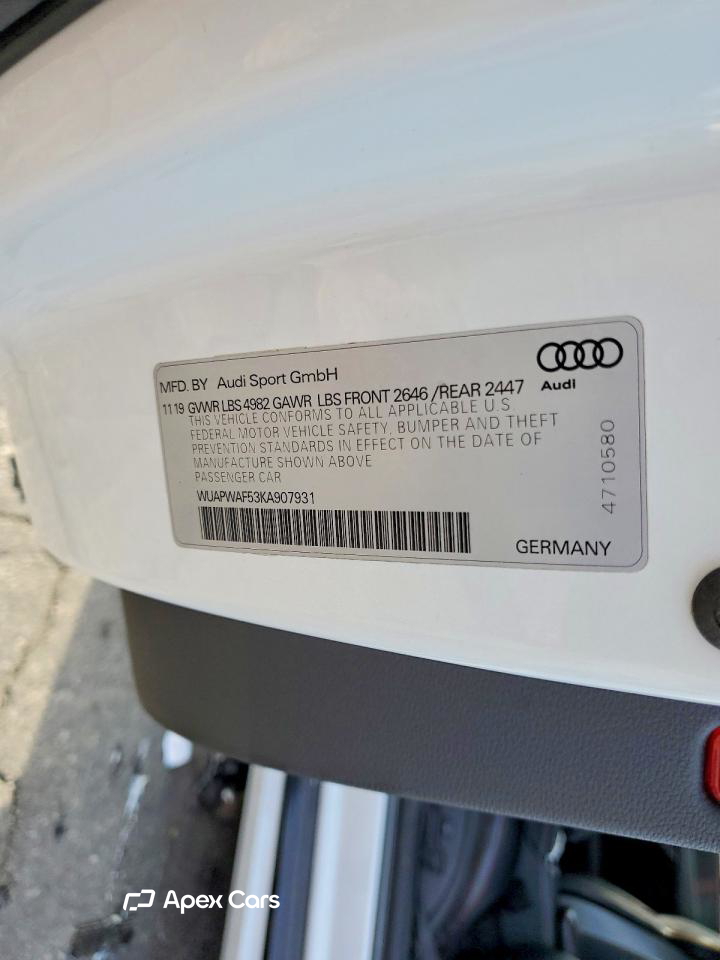 MFD. BY Audi Sport GmbH
Audi
11 19 GVWR LBS 4982 GAWR LBS FRONT 2646 /REAR 2447
THIS VEHICLE CONFORMS TO ALL APPLICABLE U.S
FEDERAL MOTOR VEHICLE SAFETY, BUMPER AND THEFT
PREVENTION STANDARDS IN EFFECT ON THE DATE OF
MANUFACTURE SHOWN ABOVE
PASSENGER CAR
WUAPWAF53KA907931
GERMANY
4710580
Apex Cars